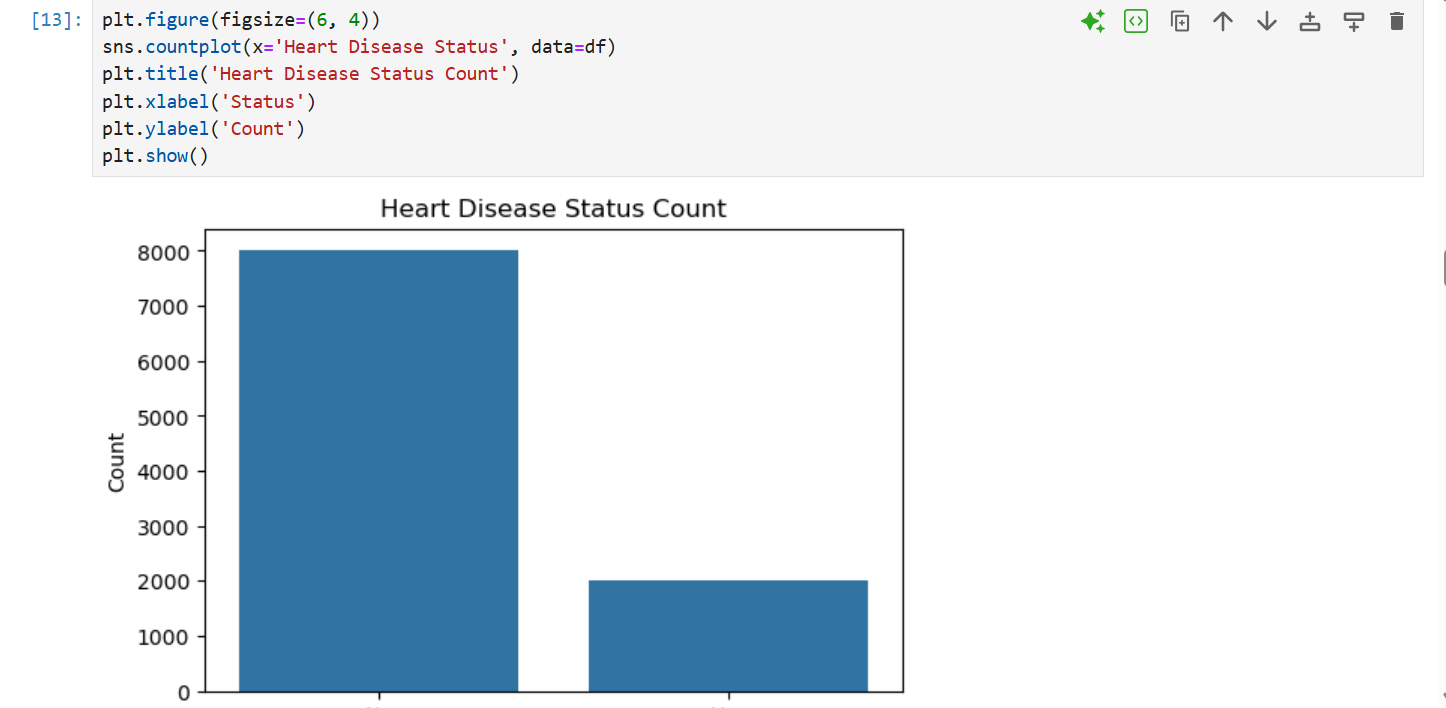 [13]:
plt.figure(figsize=(6, 4))
sns.countplot(x='Heart Disease Status', data=df)
plt.title('Heart Disease Status Count')
plt.xlabel('Status')
plt.ylabel('Count')
plt.show()
Heart Disease Status Count
8000
7000
6000
5000
Count
4000
3000
2000
1000
0